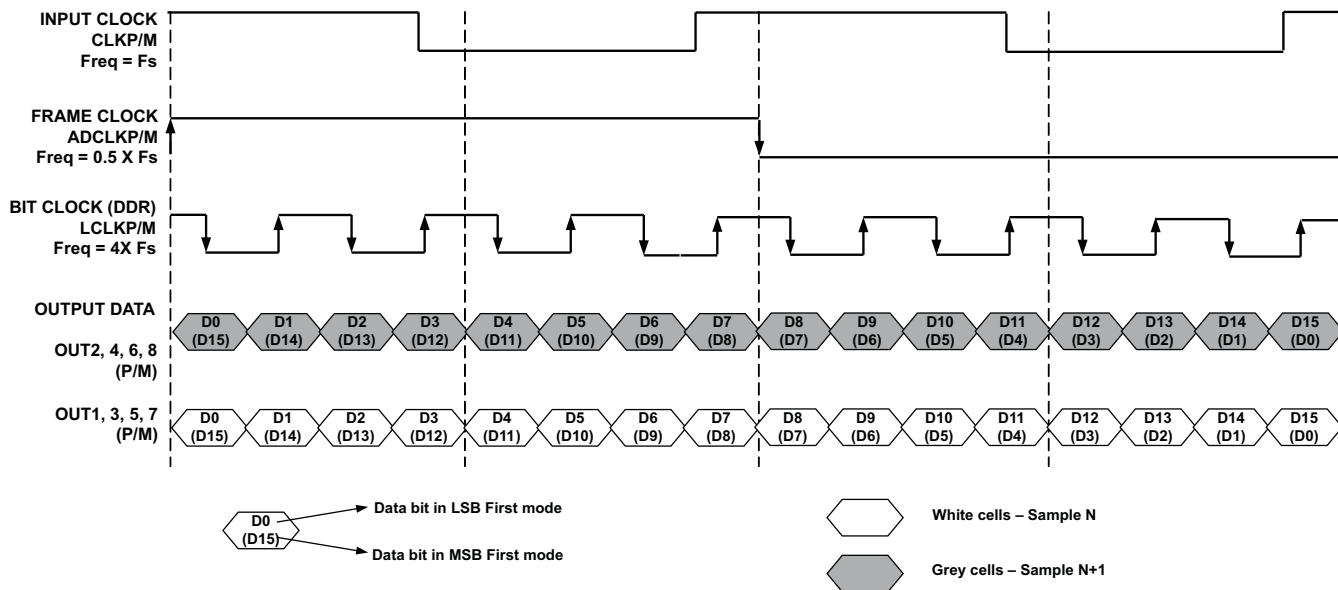 INPUT CLOCK
CLKP/M
Freq = Fs
FRAME CLOCK
ADCLKP/M
Freq = 0.5 X Fs
BIT CLOCK (DDR)
LCLKP/M
Freq = 4X Fs
OUTPUT DATA
OUT2, 4, 6, 8
(P/M)
D0 D1 D2 D3 D4 D5 D6 D7 D8 D9 D10 D11 D12 D13 D14 D15
(D15) (D14) (D13) (D12) (D11) (D10) (D9) (D8) (D7) (D6) (D5) (D4) (D3) (D2) (D1) (D0)
OUT1, 3, 5, 7
(P/M)
D0 D1 D2 D3 D4 D5 D6 D7 D8 D9 D10 D11 D12 D13 D14 D15
(D15) (D14) (D13) (D12) (D11) (D10) (D9) (D8) (D7) (D6) (D5) (D4) (D3) (D2) (D1) (D0)
D0
(D15)
Data bit in LSB First mode
Data bit in MSB First mode
White cells – Sample N
Grey cells – Sample N+1